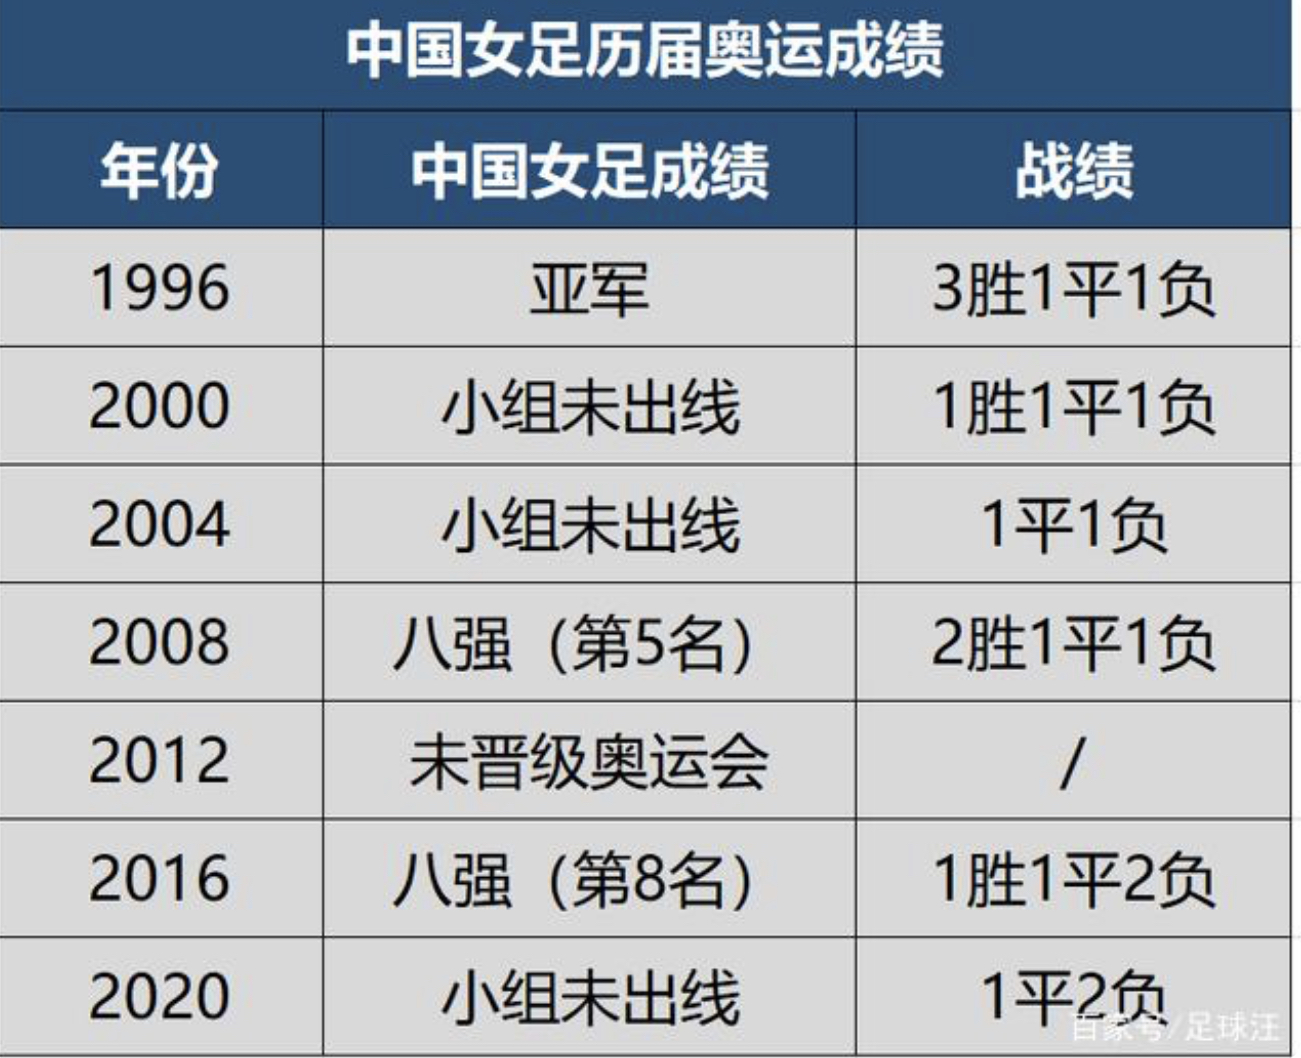 中国女足历届奥运成绩
年份 中国女足成绩 战绩
1996 亚军 3胜1平1负
2000 小组未出线 1胜1平1负
2004 小组未出线 1平1负
2008 八强（第5名） 2胜1平1负
2012 未晋级奥运会 /
2016 八强（第8名） 1胜1平2负
2020 小组未出线 1平2负
百家号/足球汪